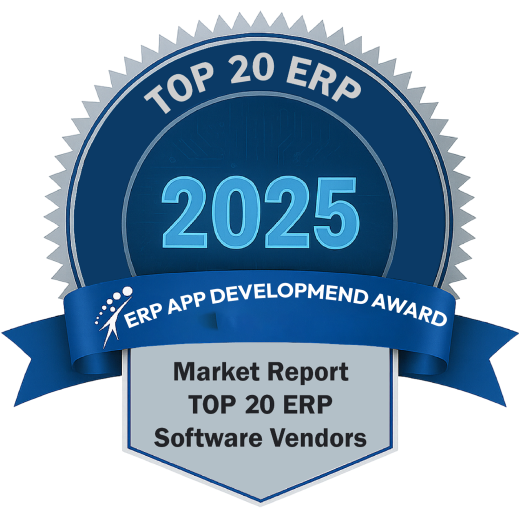 TOP 20 ERP
2025
ERP APP DEVELOPMEND AWARD
Market Report
TOP 20 ERP
Software Vendors